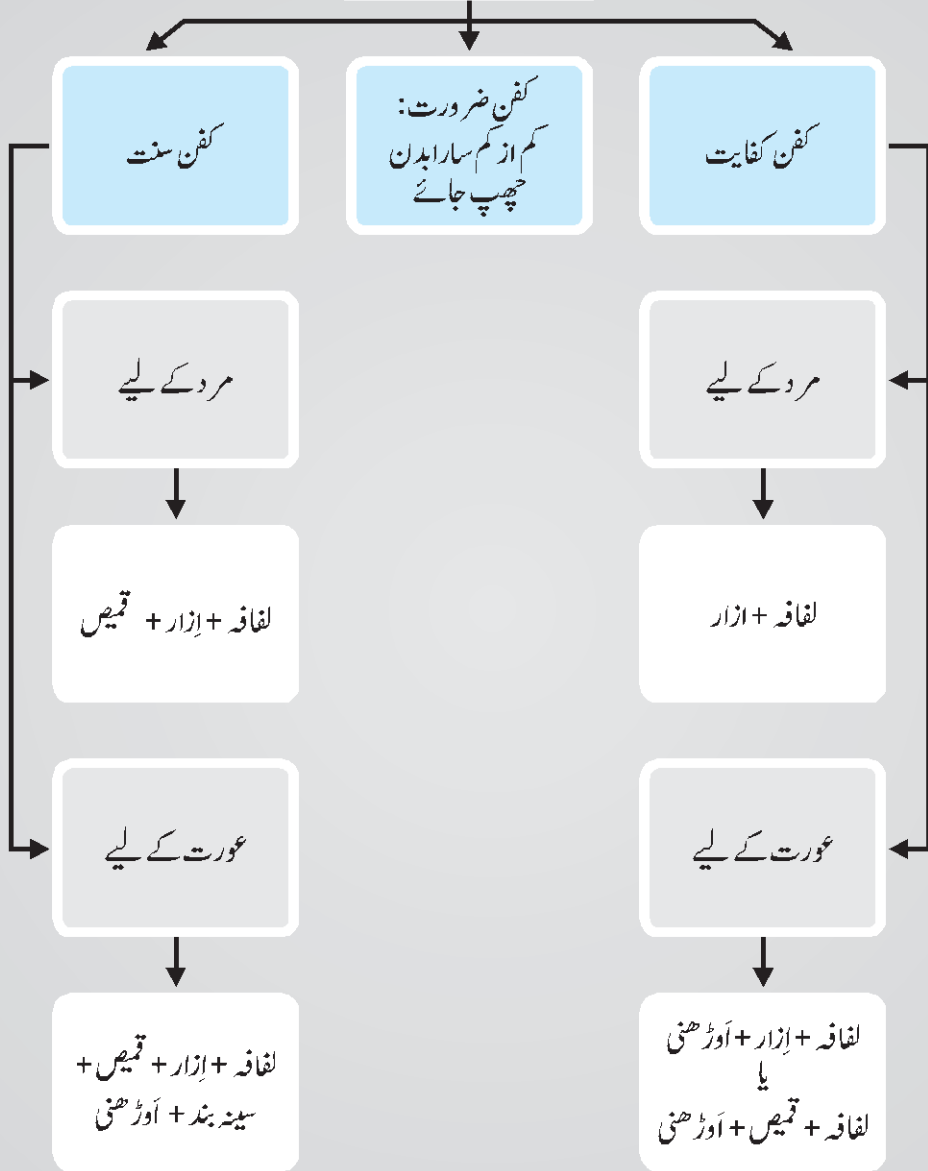 کفن کفایت
کفن ضرورت:
کم از کم سارا بدن
چھپ جائے
کفن سنت
مرد کے لیے
مرد کے لیے
لفافہ + ازار
لفافہ + اِزار + قمیص
عورت کے لیے
عورت کے لیے
لفافہ + اِزار + اَوڑھنی
یا
لفافہ + قمیص + اَوڑھنی
لفافہ + اِزار + قمیص +
سینہ بند + اَوڑھنی